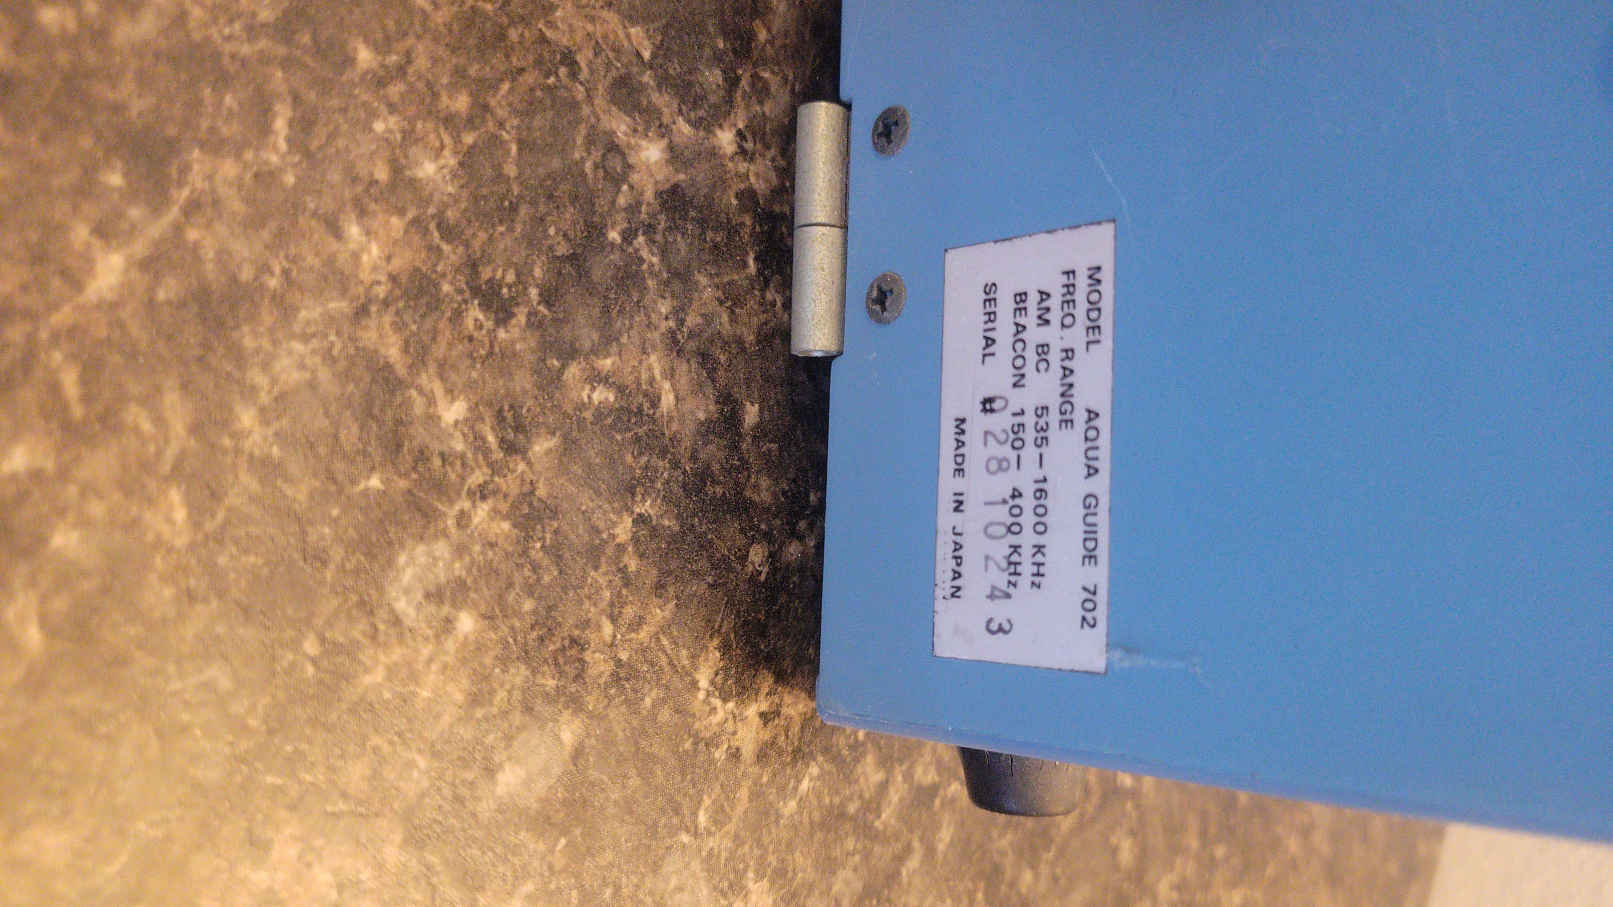 MODEL AQUA GUIDE 702
FREQ. RANGE
AM BC 535-1600 KHz
BEACON 150-400 KHz
SERIAL # 02810243
MADE IN JAPAN